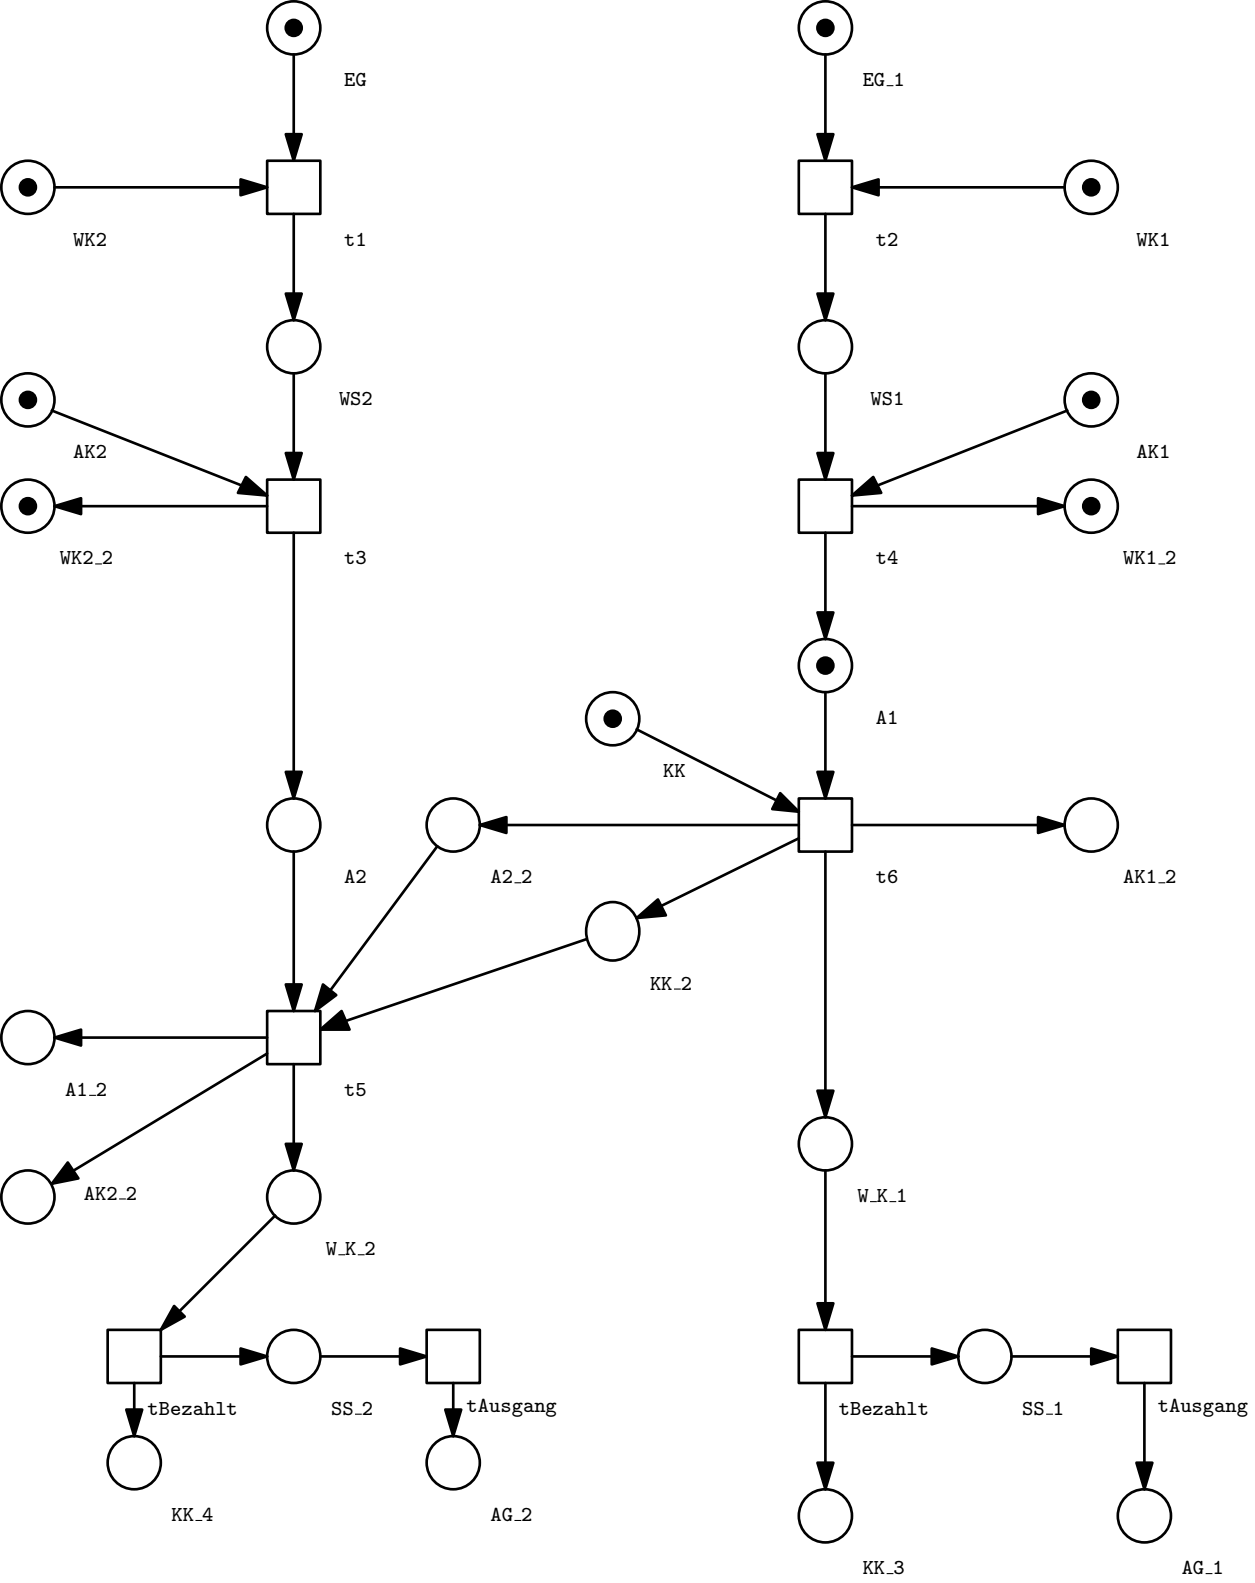 EG
EG_1
WK2
t1
t2
WK1
WS2
WS1
AK2
AK1
WK2_2
t3
t4
WK1_2
A1
KK
A2
A2_2
t6
AK1_2
KK_2
A1_2
t5
AK2_2
W_K_1
W_K_2
tBezahlt
SS_2
tAusgang
tBezahlt
SS_1
tAusgang
KK_4
AG_2
KK_3
AG_1